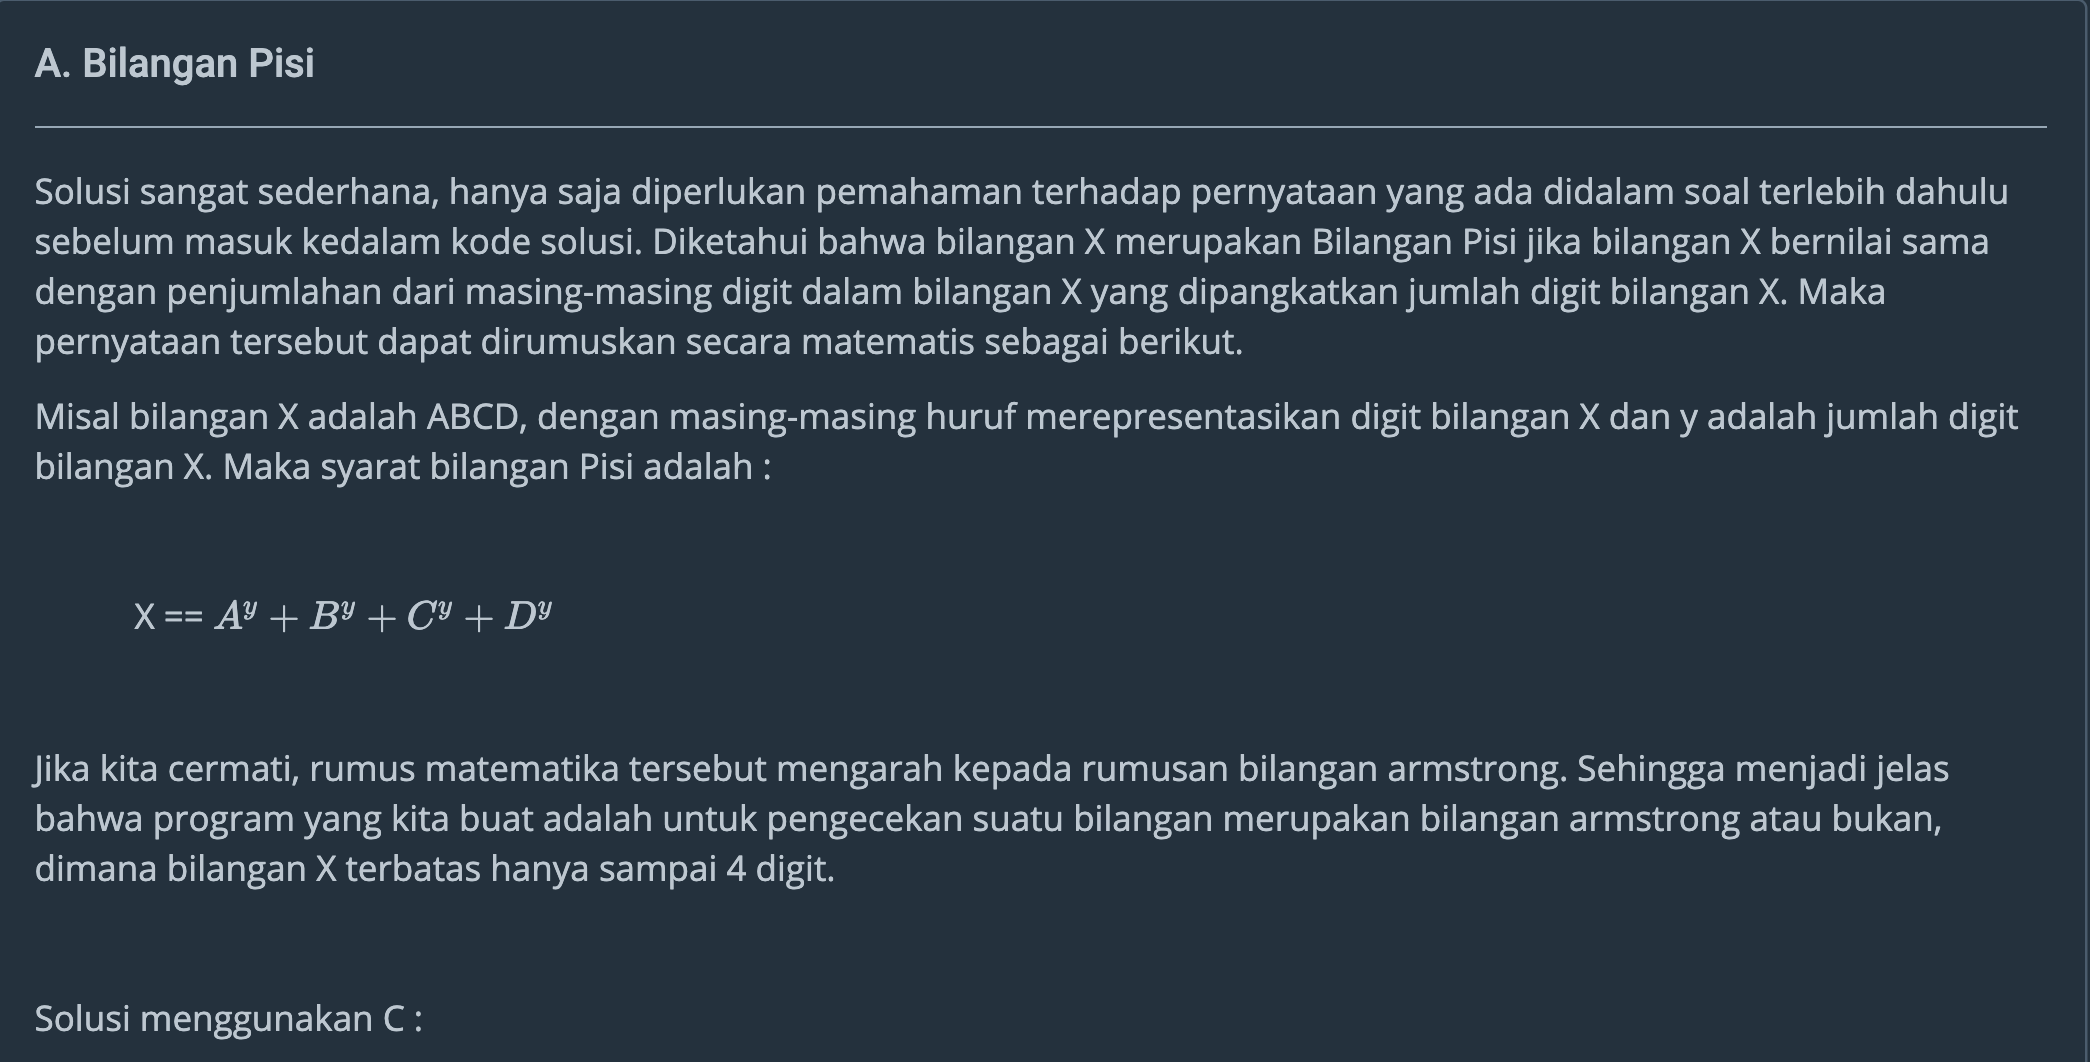 A. Bilangan Pisi
Solusi sangat sederhana, hanya saja diperlukan pemahaman terhadap pernyataan yang ada didalam soal terlebih dahulu
sebelum masuk kedalam kode solusi. Diketahui bahwa bilangan X merupakan Bilangan Pisi jika bilangan X bernilai sama
dengan penjumlahan dari masing-masing digit dalam bilangan X yang dipangkatkan jumlah digit bilangan X. Maka
pernyataan tersebut dapat dirumuskan secara matematis sebagai berikut.
Misal bilangan X adalah ABCD, dengan masing-masing huruf merepresentasikan digit bilangan X dan y adalah jumlah digit
bilangan X. Maka syarat bilangan Pisi adalah :
X == A^y + B^y + C^y + D^y
Jika kita cermati, rumus matematika tersebut mengarah kepada rumusan bilangan armstrong. Sehingga menjadi jelas
bahwa program yang kita buat adalah untuk pengecekan suatu bilangan merupakan bilangan armstrong atau bukan,
dimana bilangan X terbatas hanya sampai 4 digit.
Solusi menggunakan C :